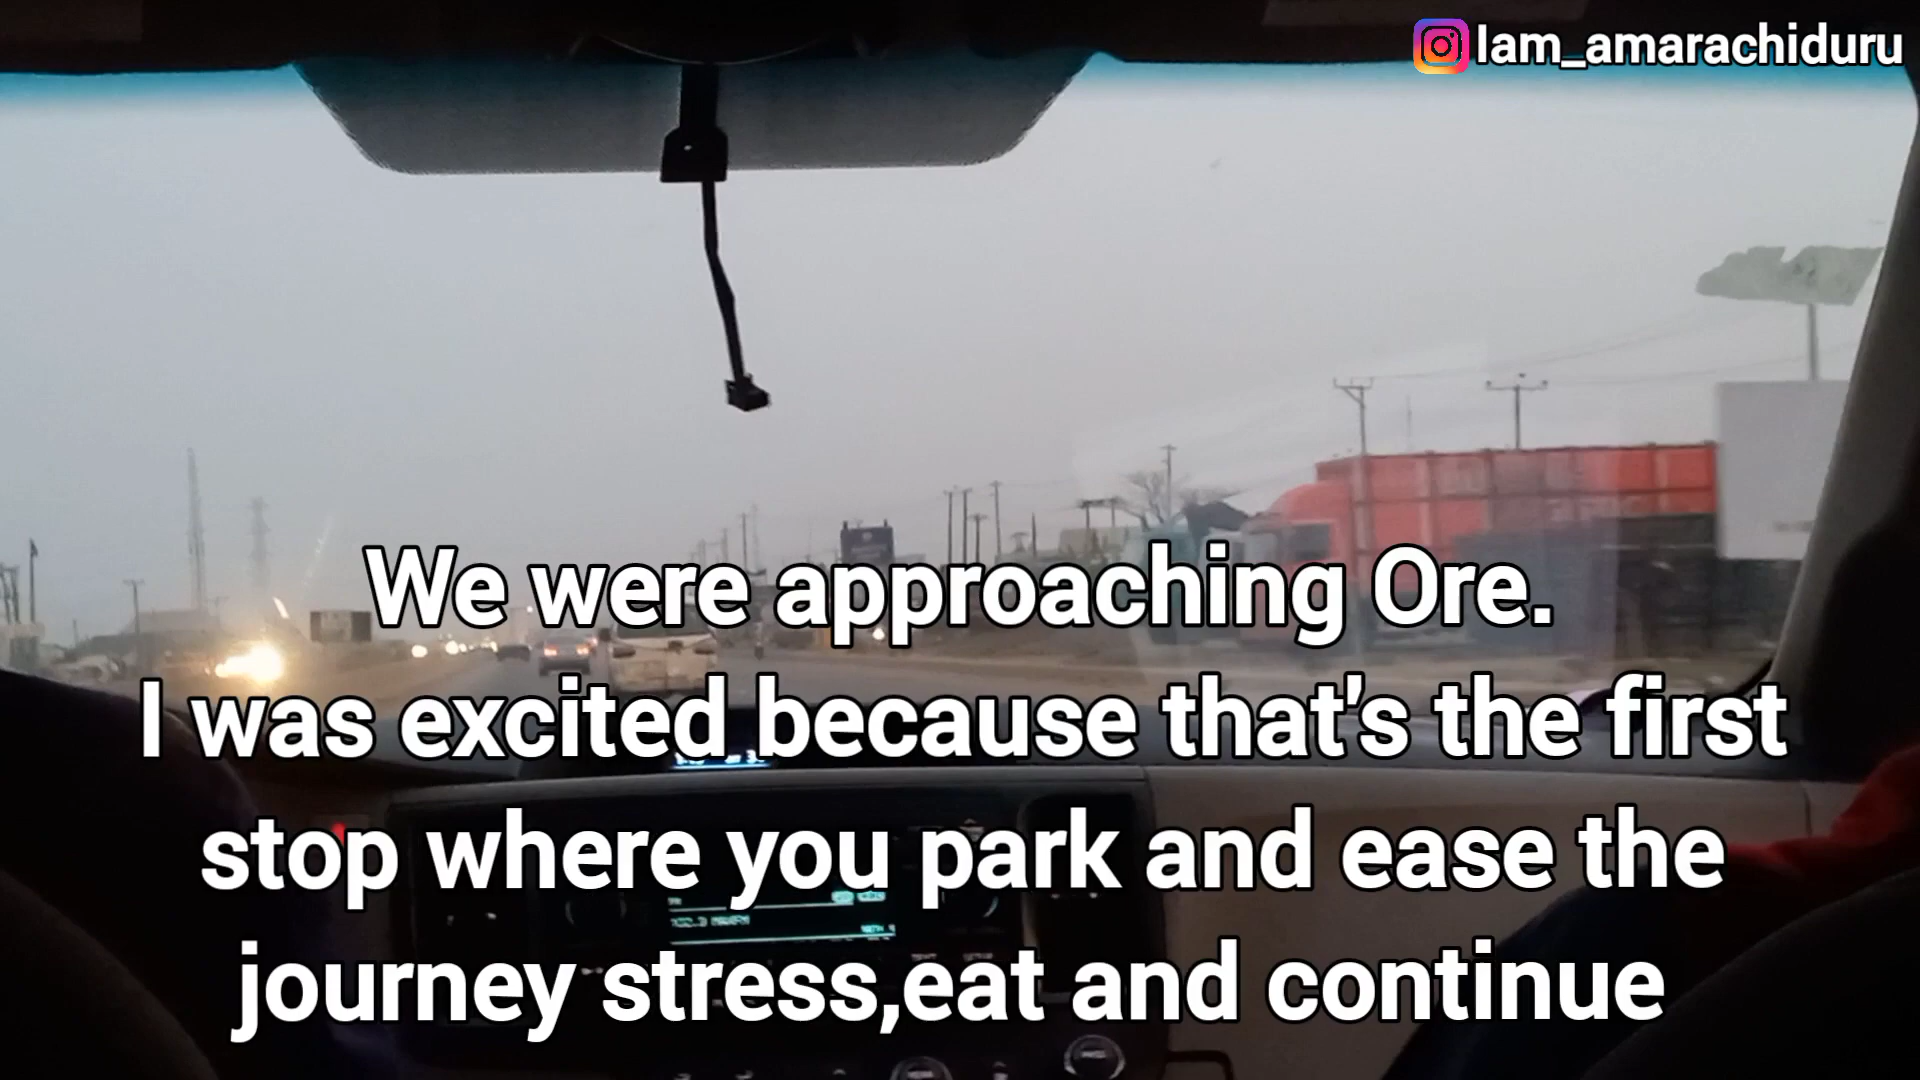 Iam_amarachiduru
We were approaching Ore.
I was excited because that's the first
stop where you park and ease the
journey stress,eat and continue